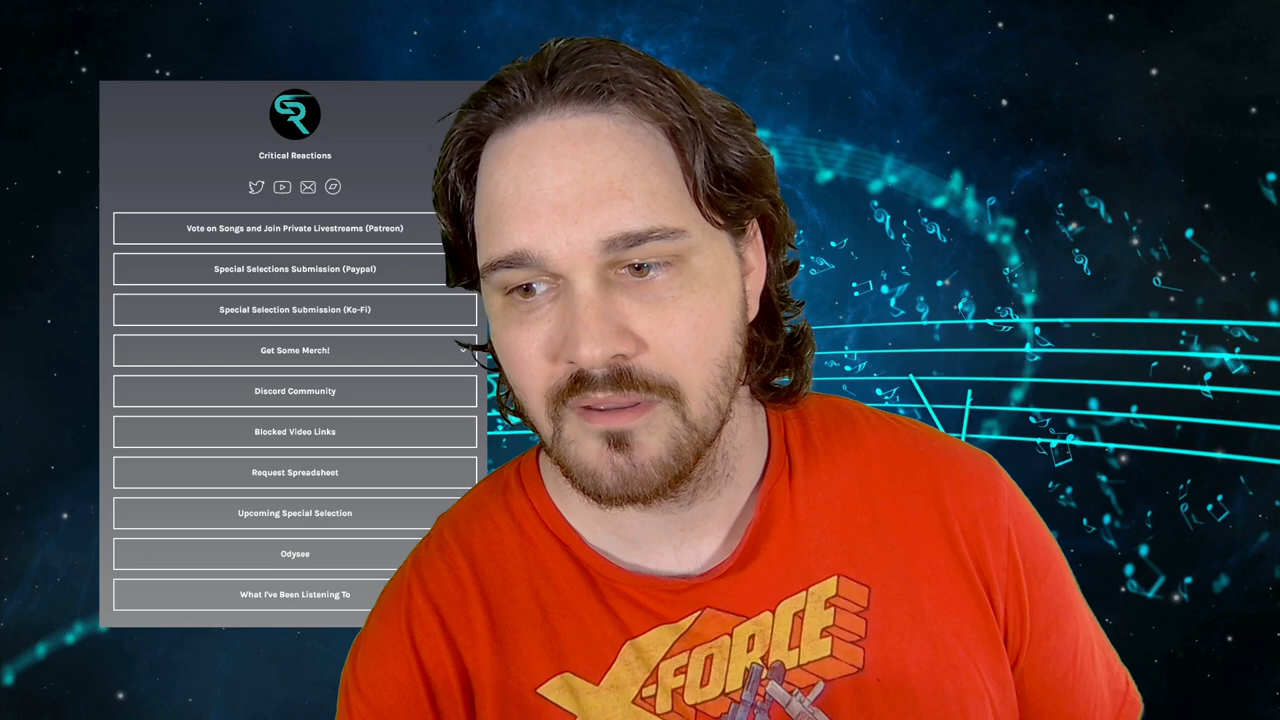 Critical Reactions
Vote on Songs and Join Private Livestreams (Patreon)
Special Selections Submission (Paypal)
Special Selection Submission (Ko-Fi)
Get Some Merch!
Discord Community
Blocked Video Links
Request Spreadsheet
Upcoming Special Selection
Odysee
What I've Been Listening To
X-FORCE